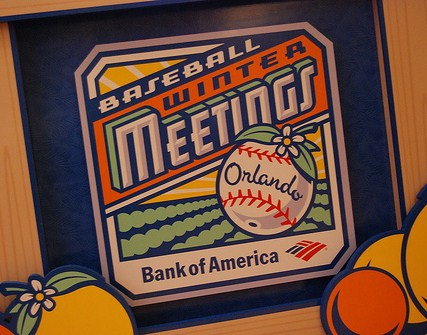 BASEBALL
WINTER
MEETINGS
Orlando
Bank of America